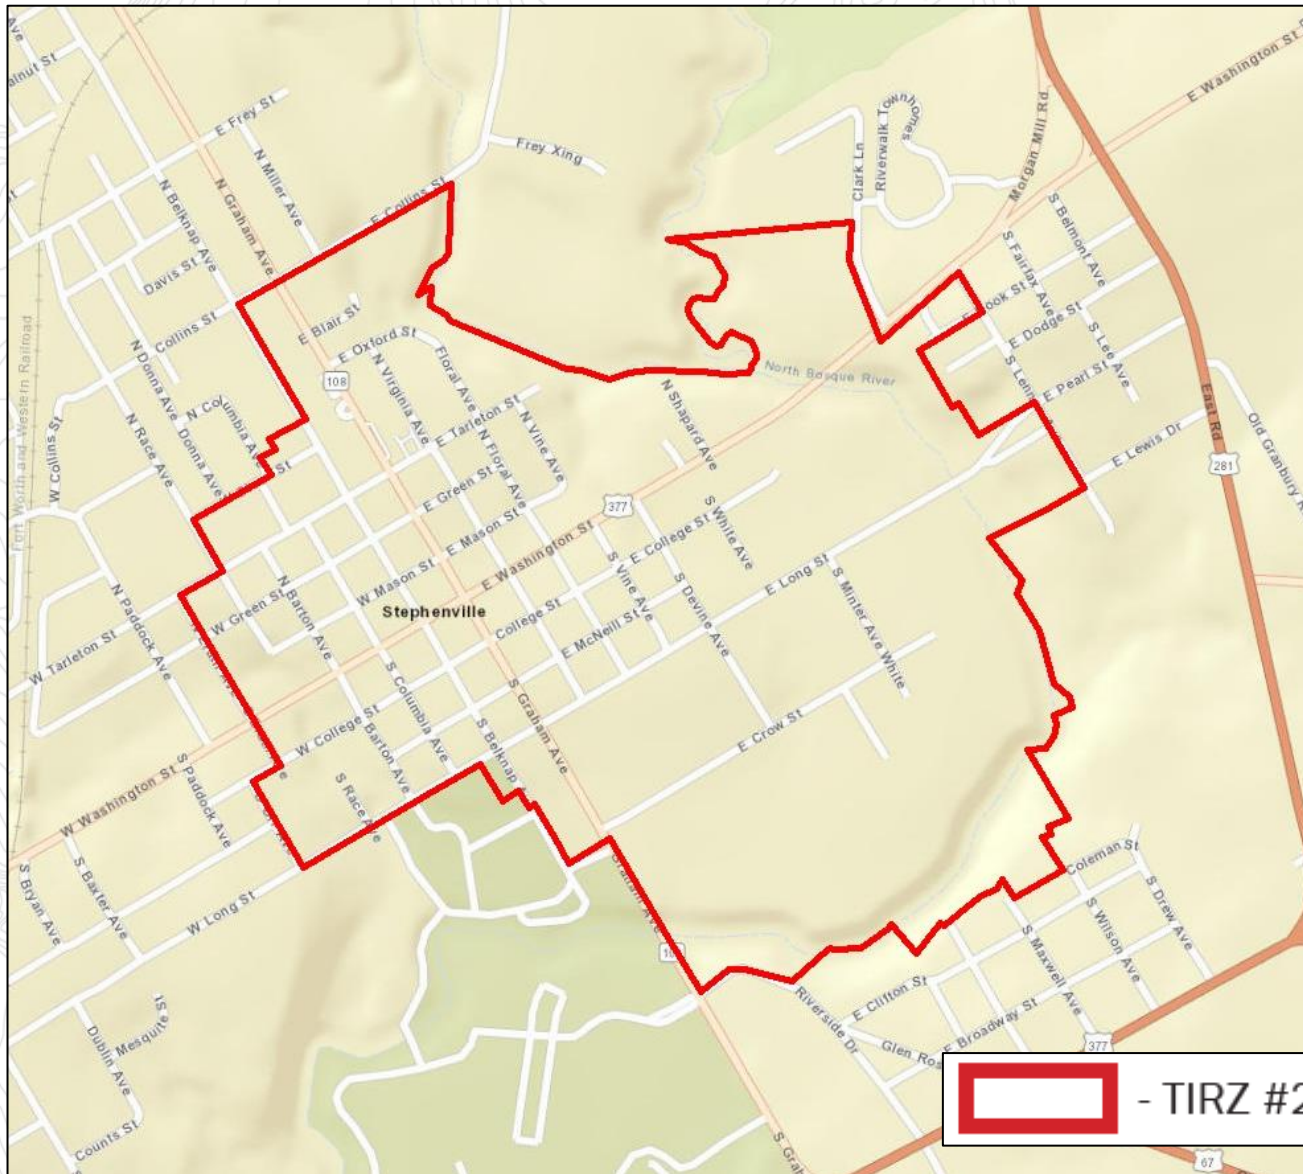 Ave
alnut St
E Frey St
N Miller Ave
Frey Xing
E Washington St
Morgan Mill Rd
Riverwalk Townhomes
Clark Ln
N Belknap Ave
N Graham Ave
E Collins St
S Belmont Ave
S Fairfax Ave
St
Davis St
E Blair St
E Dodge St
S Lee Ave
Collins St
E Oxford St
N Donna Ave
N Virginia Ave
Floral Ave
108
North Bosque River
E Pearl St
East Rd
Old Granbury
N Shapard Ave
E Tarleton St
N Vine Ave
N Race Ave
Donna Ave
W Collins St
Fort Worth and Western Railroad
E Lewis Dr
281
N Floral Ave
E Green St
377
S White Ave
E Mason St
E College St
E Washington St
W Mason St
S Vine Ave
S Devine Ave
E Long St
S Minter Ave White
N Paddock Ave
W Green St
N Barton Ave
Stephenville
College St
E McNeill St
W Tarleton St
S Columbia Ave
S Graham Ave
S Belknap
E Crow St
W College St
Barton Ave
W Washington St
S Paddock Ave
S Race Ave
S Bryan Ave
S Baxter Ave
W Long St
Graham Ave
Coleman St
S Drew Ave
S Wilson Ave
S Maxwell Ave
E Clifton St
Riverside Dr
E Broadway St
Glen Ros
377
Mesquite St
Dublin Ave
Counts St
S Grah
67
- TIRZ #2